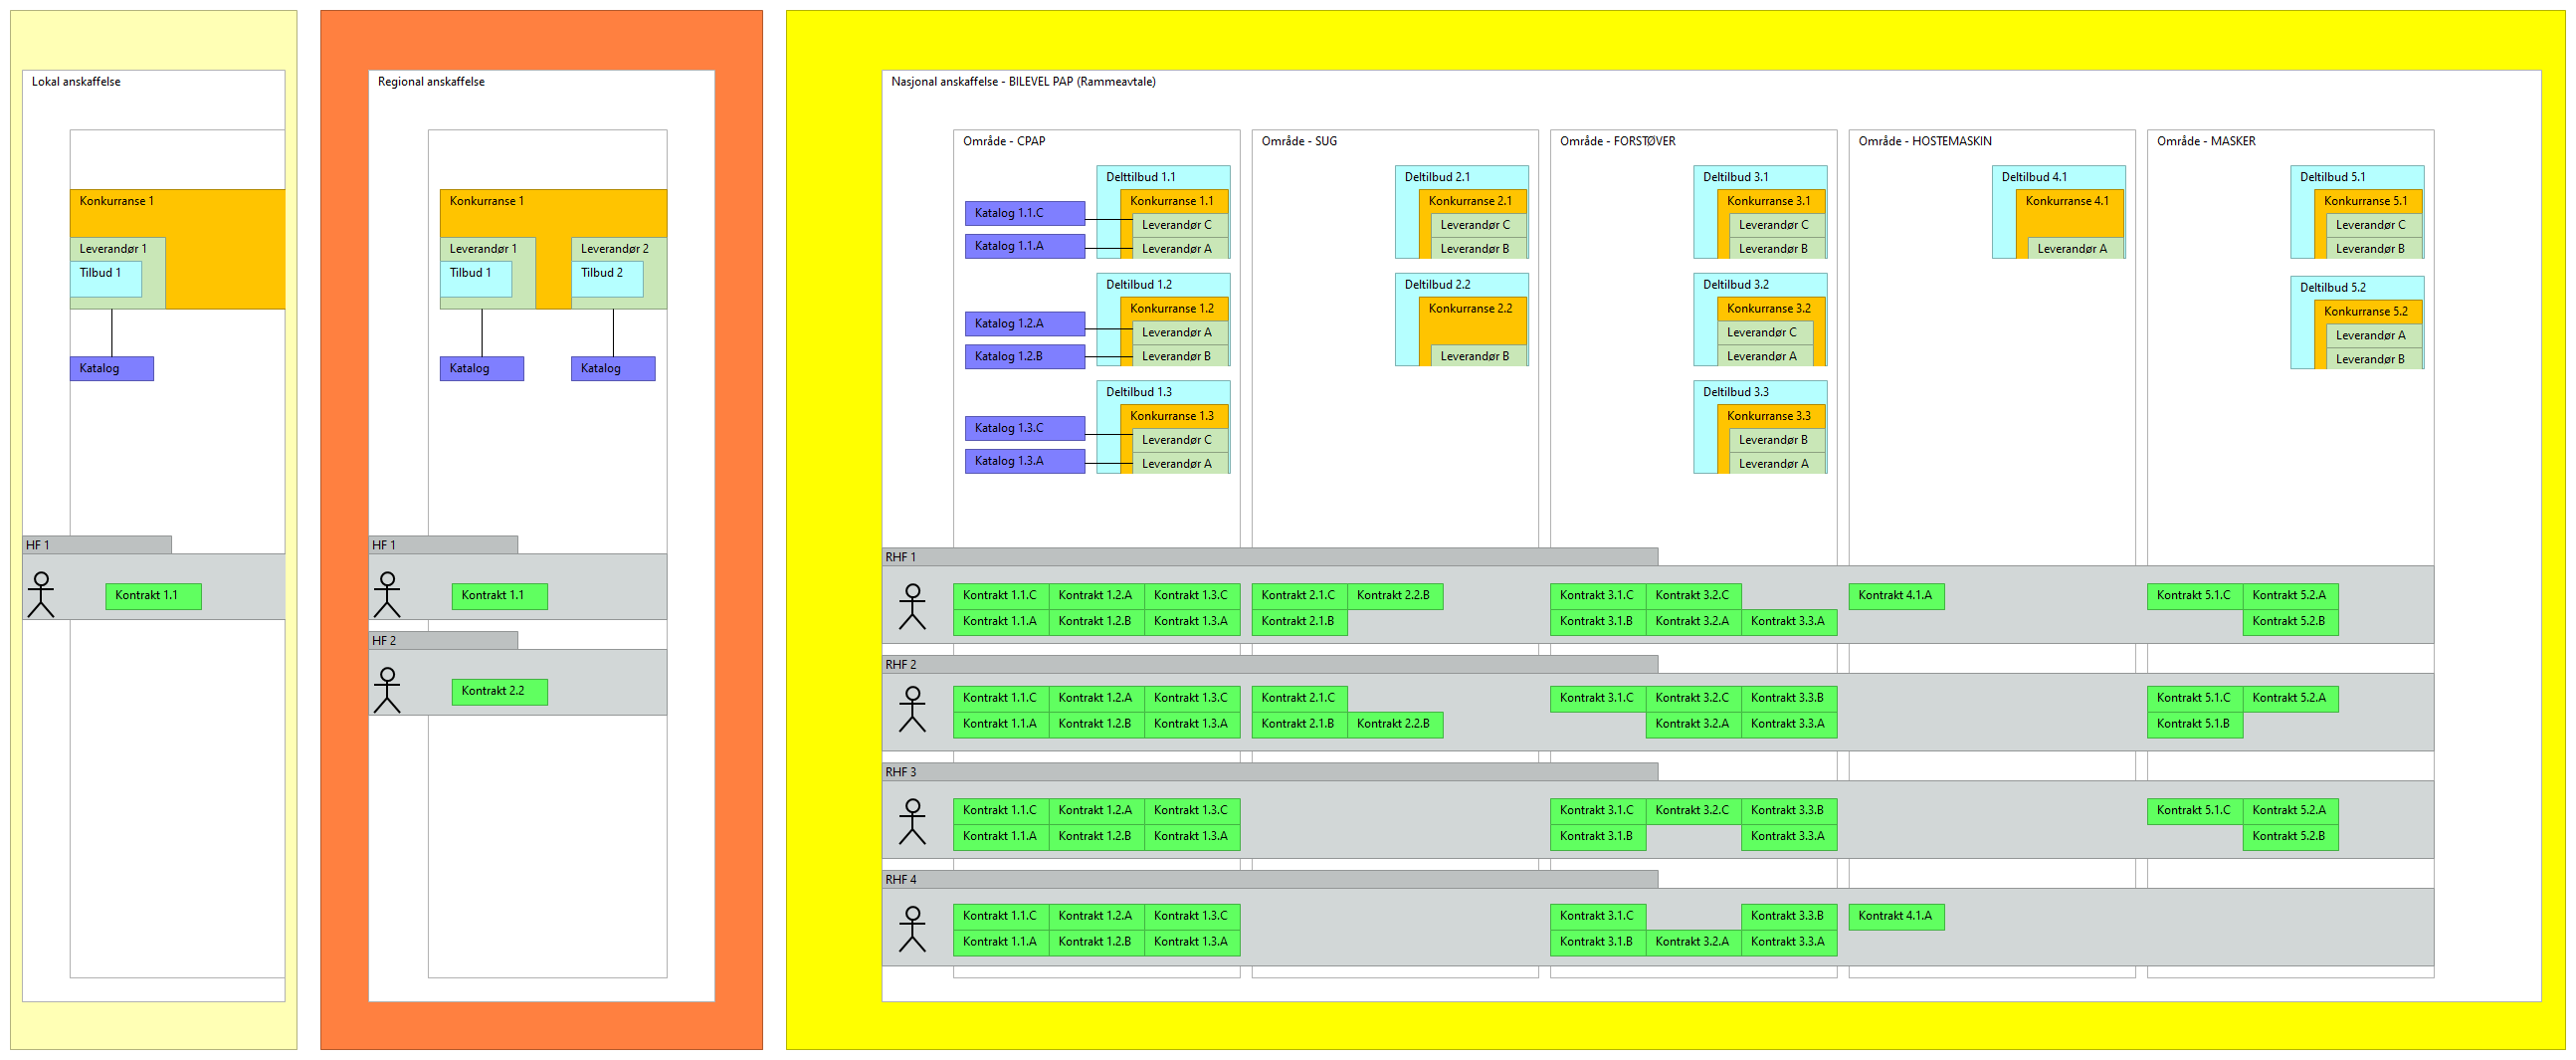 Lokal anskaffelse
Konkurranse 1
Leverandør 1
Tilbud 1
Katalog
HF 1
Kontrakt 1.1
Regional anskaffelse
Konkurranse 1
Leverandør 1
Leverandør 2
Tilbud 1
Tilbud 2
Katalog
Katalog
HF 1
Kontrakt 1.1
HF 2
Kontrakt 2.2
Nasjonal anskaffelse - BILEVEL PAP (Rammeavtale)
Område - CPAP
Delttilbud 1.1
Konkurranse 1.1
Katalog 1.1.C
Leverandør C
Katalog 1.1.A
Leverandør A
Deltilbud 1.2
Konkurranse 1.2
Katalog 1.2.A
Leverandør A
Katalog 1.2.B
Leverandør B
Deltilbud 1.3
Konkurranse 1.3
Katalog 1.3.C
Leverandør C
Katalog 1.3.A
Leverandør A
Område - SUG
Deltilbud 2.1
Konkurranse 2.1
Leverandør C
Leverandør B
Deltilbud 2.2
Konkurranse 2.2
Leverandør B
Område - FORSTØVER
Deltilbud 3.1
Konkurranse 3.1
Leverandør C
Leverandør B
Deltilbud 3.2
Konkurranse 3.2
Leverandør C
Leverandør A
Deltilbud 3.3
Konkurranse 3.3
Leverandør B
Leverandør A
Område - HOSTEMASKIN
Deltilbud 4.1
Konkurranse 4.1
Leverandør A
Område - MASKER
Deltilbud 5.1
Konkurranse 5.1
Leverandør C
Leverandør B
Deltilbud 5.2
Konkurranse 5.2
Leverandør A
Leverandør B
RHF 1
Kontrakt 1.1.C Kontrakt 1.2.A Kontrakt 1.3.C Kontrakt 2.1.C Kontrakt 2.2.B Kontrakt 3.1.C Kontrakt 3.2.C Kontrakt 4.1.A Kontrakt 5.1.C Kontrakt 5.2.A
Kontrakt 1.1.A Kontrakt 1.2.B Kontrakt 1.3.A Kontrakt 2.1.B Kontrakt 3.1.B Kontrakt 3.2.A Kontrakt 3.3.A Kontrakt 5.2.B
RHF 2
Kontrakt 1.1.C Kontrakt 1.2.A Kontrakt 1.3.C Kontrakt 2.1.C Kontrakt 3.1.C Kontrakt 3.2.C Kontrakt 3.3.B Kontrakt 5.1.C Kontrakt 5.2.A
Kontrakt 1.1.A Kontrakt 1.2.B Kontrakt 1.3.A Kontrakt 2.1.B Kontrakt 2.2.B Kontrakt 3.2.A Kontrakt 3.3.A Kontrakt 5.1.B
RHF 3
Kontrakt 1.1.C Kontrakt 1.2.A Kontrakt 1.3.C Kontrakt 3.1.C Kontrakt 3.2.C Kontrakt 3.3.B Kontrakt 5.1.C Kontrakt 5.2.A
Kontrakt 1.1.A Kontrakt 1.2.B Kontrakt 1.3.A Kontrakt 3.1.B Kontrakt 3.3.A Kontrakt 5.2.B
RHF 4
Kontrakt 1.1.C Kontrakt 1.2.A Kontrakt 1.3.C Kontrakt 3.1.C Kontrakt 3.3.B Kontrakt 4.1.A
Kontrakt 1.1.A Kontrakt 1.2.B Kontrakt 1.3.A Kontrakt 3.1.B Kontrakt 3.2.A Kontrakt 3.3.A